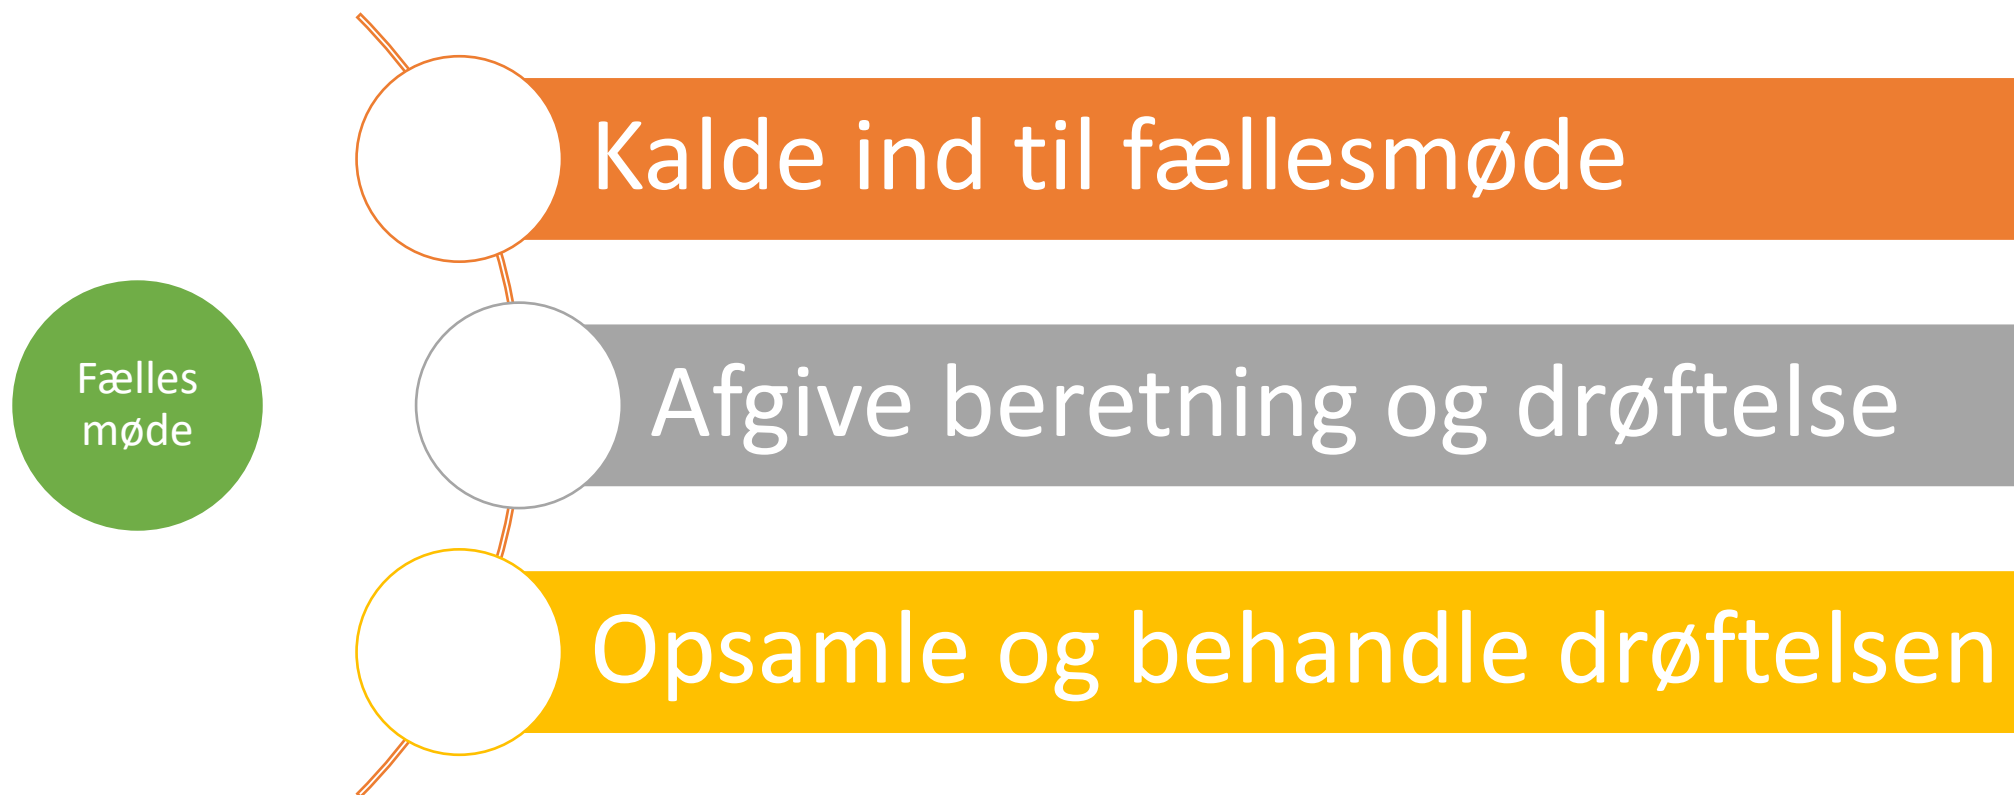 Fælles
møde
Kalde ind til fællesmøde
Afgive beretning og drøftelse
Opsamle og behandle drøftelsen